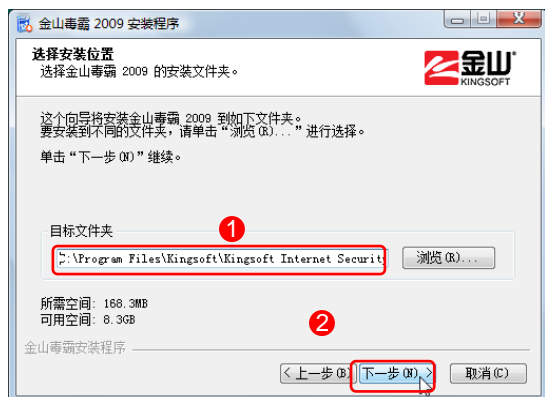 金山毒霸 2009 安装程序
选择安装位置
选择金山毒霸 2009 的安装文件夹。
金山
KINGSOFT
这个向导将安装金山毒霸 2009 到如下文件夹。
要安装到不同的文件夹，请单击“浏览(R)...”进行选择。
单击“下一步(N)”继续。
目标文件夹
1
C:\Program Files\Kingsoft\Kingsoft Internet Security
浏览(R)...
所需空间: 168.3MB
可用空间: 8.3GB
2
金山毒霸安装程序
< 上一步(B) 下一步(N) > 取消(C)